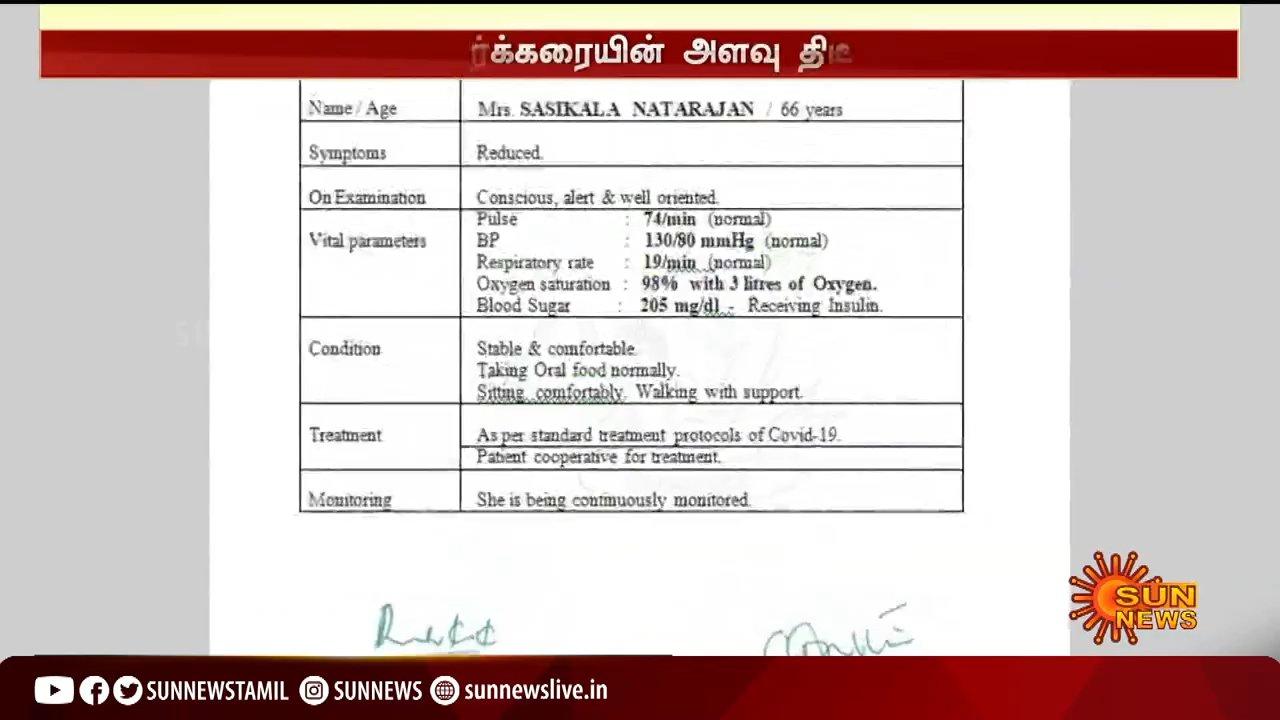 அளவு
Name / Age Mrs. SASIKALA NATARAJAN / 66 years
Symptoms Reduced.
On Examination Conscious, alert & well oriented.
Vital parameters Pulse : 74/min (normal)
BP : 130/80 mmHg (normal)
Respiratory rate : 19/min (normal)
Oxygen saturation : 98% with 3 litres of Oxygen.
Blood Sugar : 205 mg/dl - Receiving Insulin.
Condition Stable & comfortable.
Taking Oral food normally.
Sitting comfortably. Walking with support.
Treatment As per standard treatment protocols of Covid-19.
Patient cooperative for treatment.
Monitoring She is being continuously monitored.
SUN
NEWS
SUNNEWSTAMIL SUNNEWS sunnewslive.in